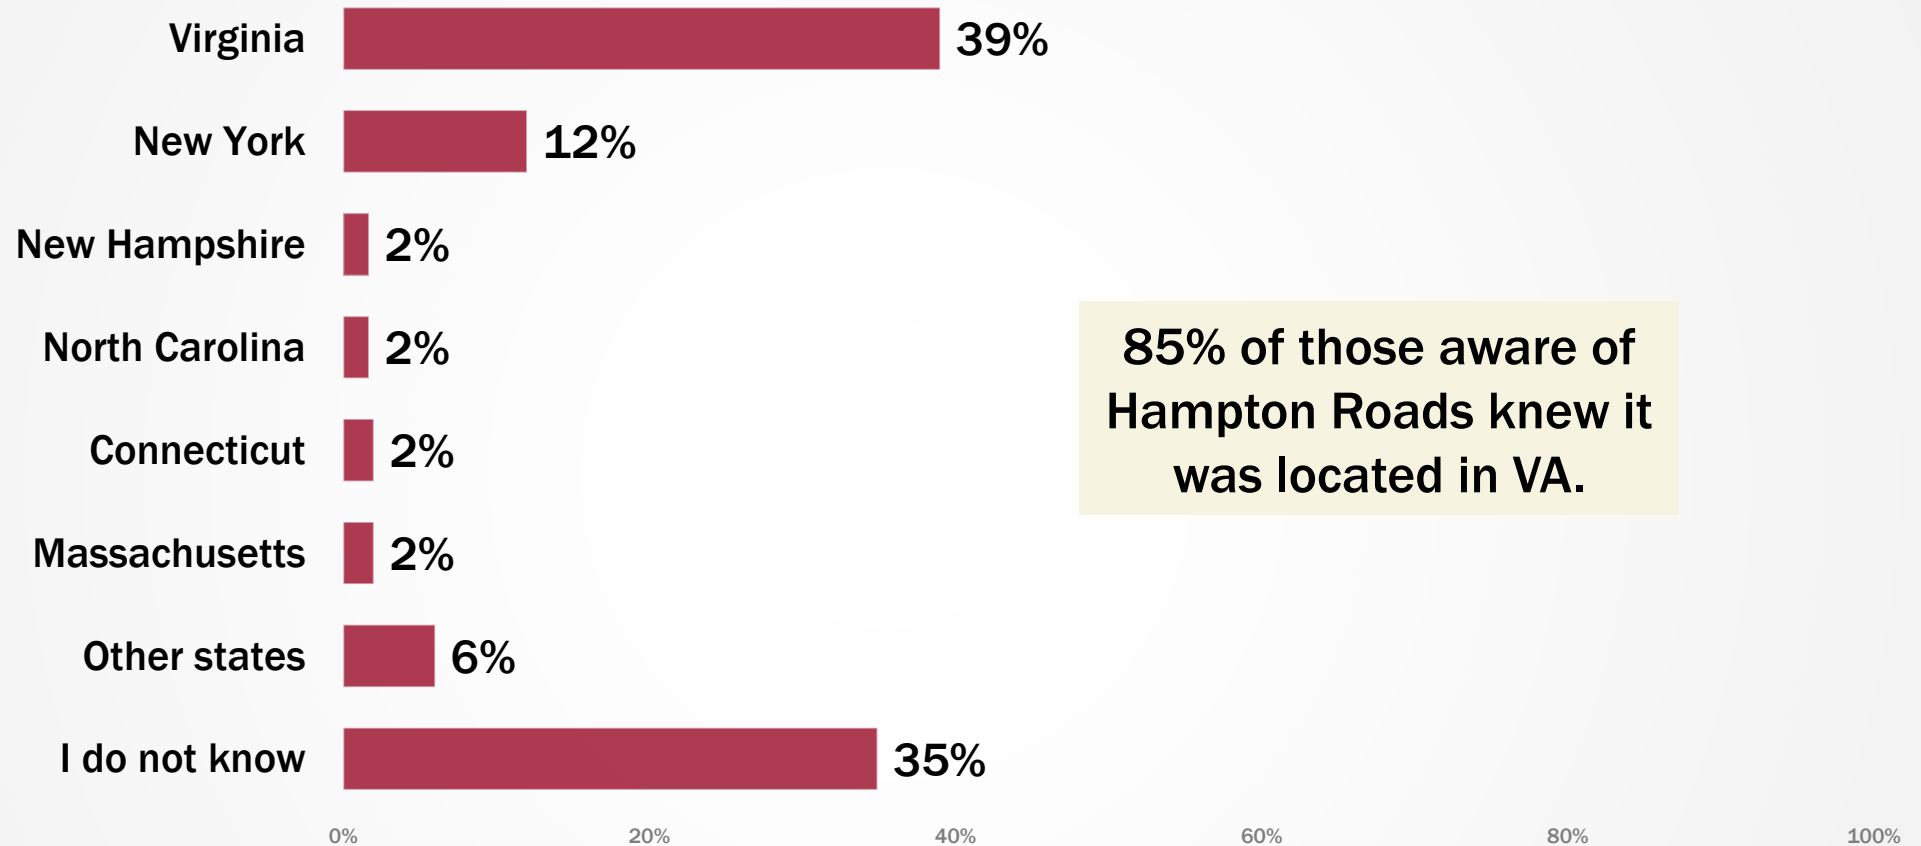 Virginia 39%
New York 12%
New Hampshire 2%
North Carolina 2%
Connecticut 2%
Massachusetts 2%
Other states 6%
I do not know 35%
85% of those aware of
Hampton Roads knew it
was located in VA.
0% 20% 40% 60% 80% 100%